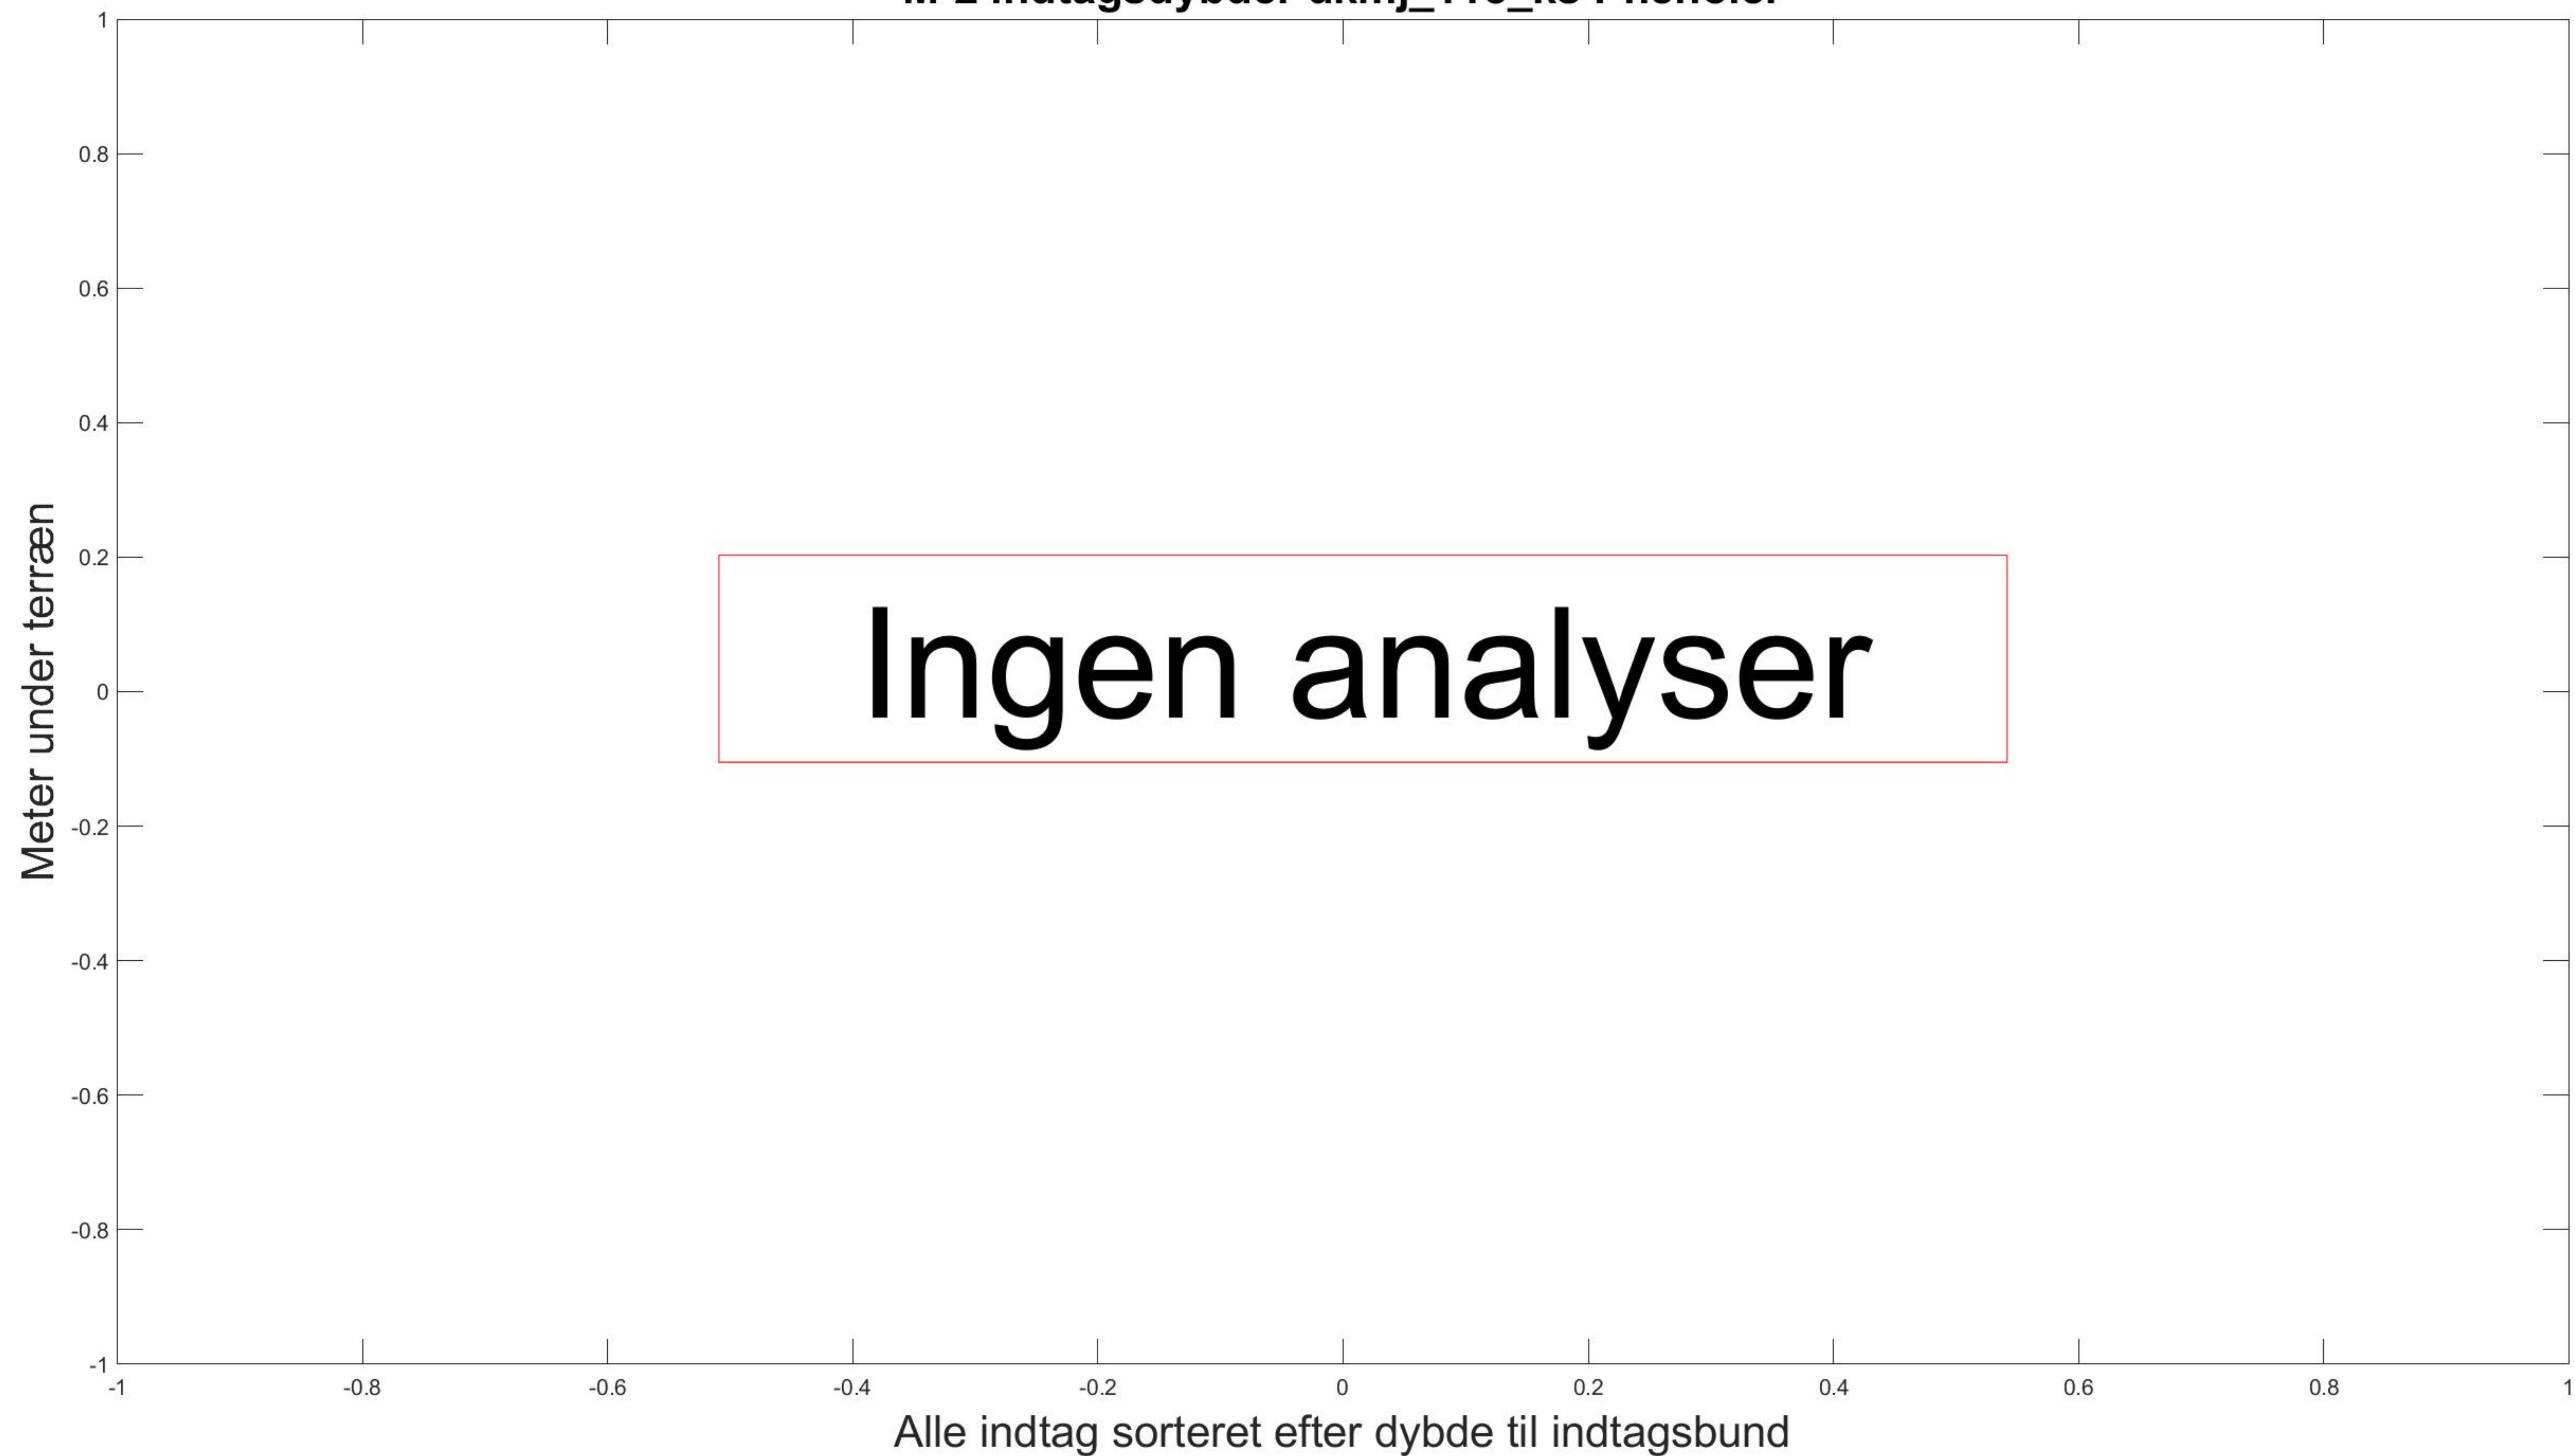 1
0.8
0.6
0.4
0.2
0
-0.2
-0.4
-0.6
-0.8
-1
Meter under terræn
Ingen analyser
-1 -0.8 -0.6 -0.4 -0.2 0 0.2 0.4 0.6 0.8 1
Alle indtag sorteret efter dybde til indtagsbund